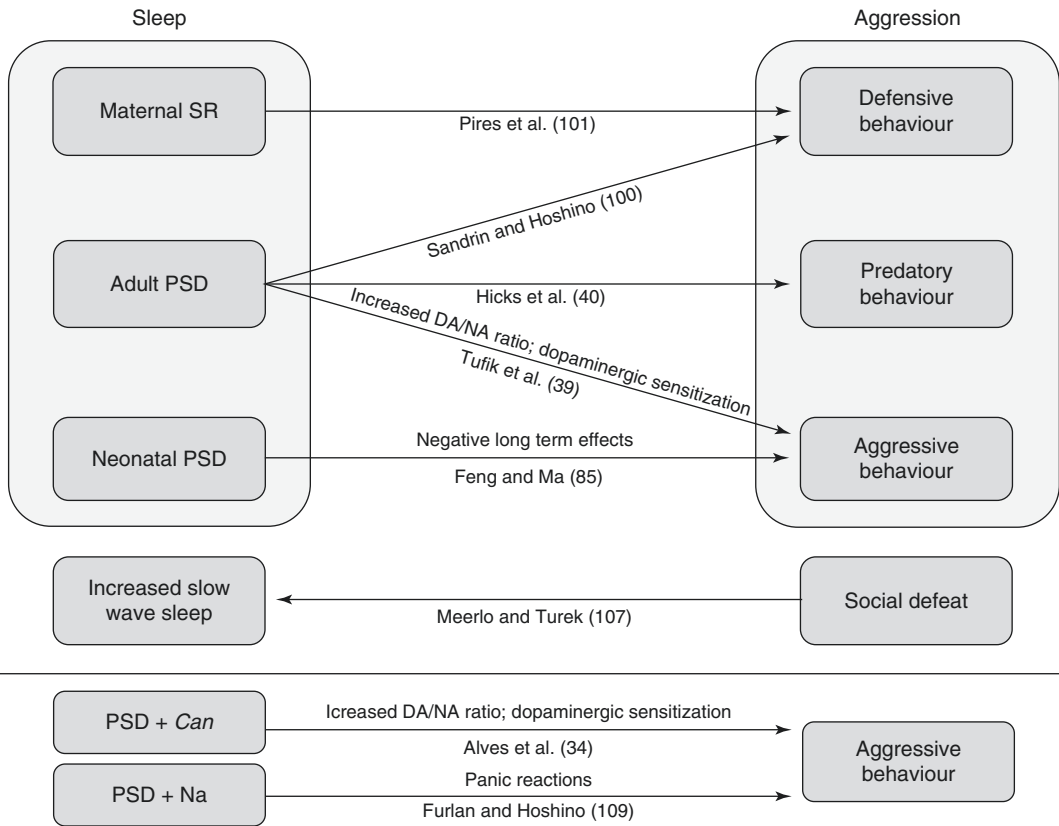 Sleep
Aggression
Maternal SR
Pires et al. (101)
Defensive
behaviour
Sandrin and Hoshino (100)
Adult PSD
Hicks et al. (40)
Predatory
behaviour
Increased DA/NA ratio; dopaminergic sensitization
Tufik et al. (39)
Neonatal PSD
Negative long term effects
Feng and Ma (85)
Aggressive
behaviour
Increased slow
wave sleep
Meerlo and Turek (107)
Social defeat
PSD + Can
Icreased DA/NA ratio; dopaminergic sensitization
Alves et al. (34)
Aggressive
behaviour
PSD + Na
Panic reactions
Furlan and Hoshino (109)